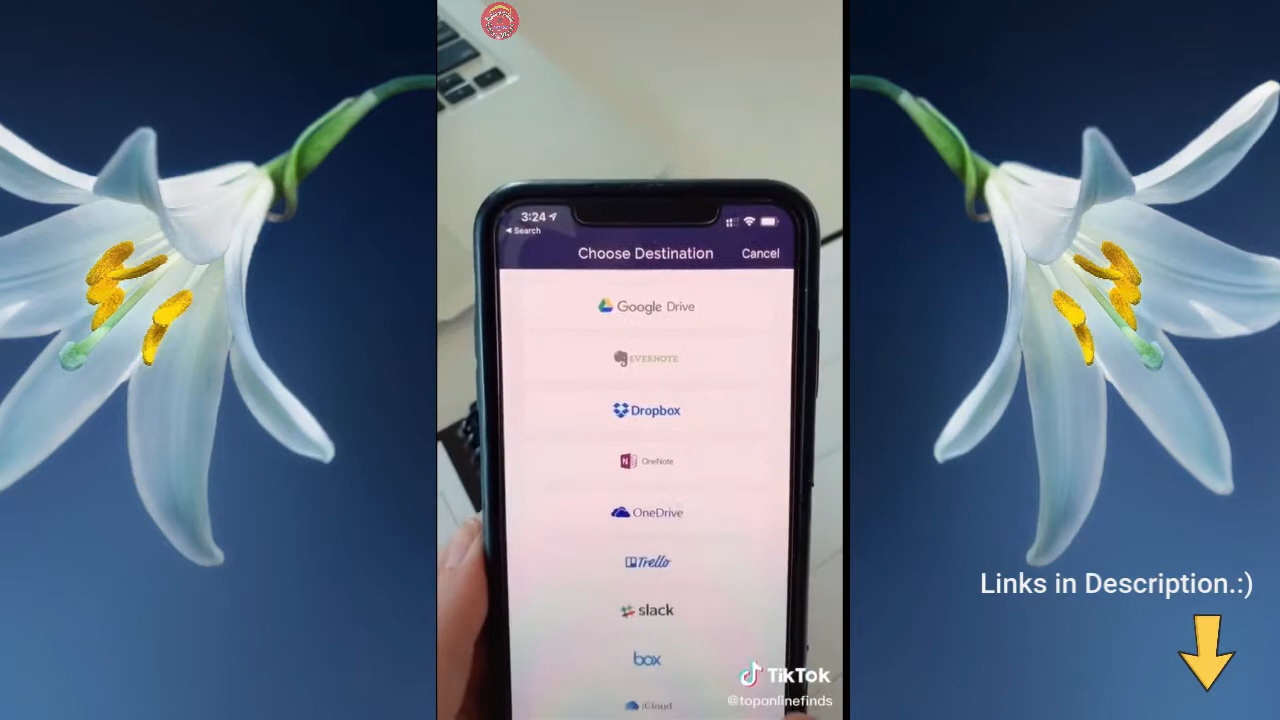 3:24
Search
Choose Destination
Cancel
Google Drive
EVERNOTE
Dropbox
OneNote
OneDrive
Trello
slack
box
iCloud
Links in Description.:)
TikTok
@toponlinefinds